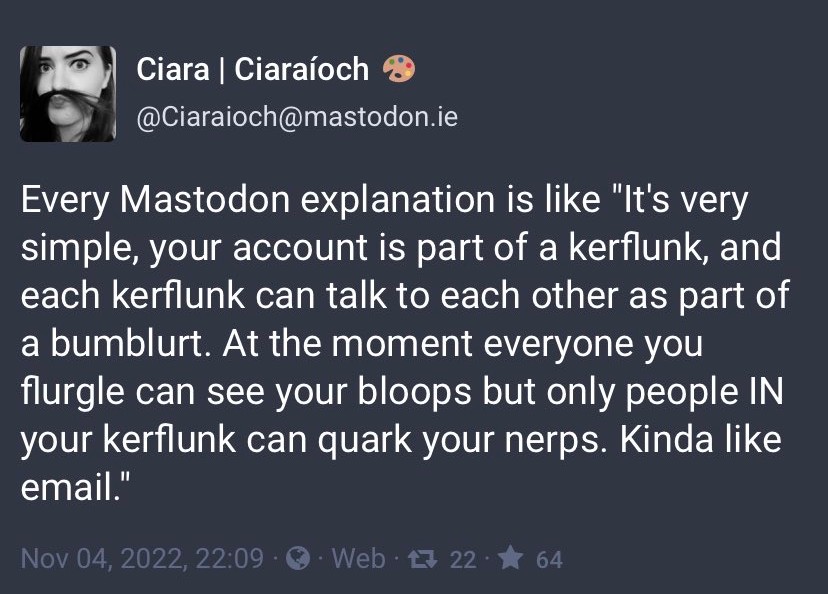 Ciara | Ciaraíoch 🎨
@Ciaraioch@mastodon.ie
Every Mastodon explanation is like "It's very
simple, your account is part of a kerflunk, and
each kerflunk can talk to each other as part of
a bumblurt. At the moment everyone you
flurgle can see your bloops but only people IN
your kerflunk can quark your nerps. Kinda like
email."
Nov 04, 2022, 22:09 · 🌎 · Web · 22 · 64